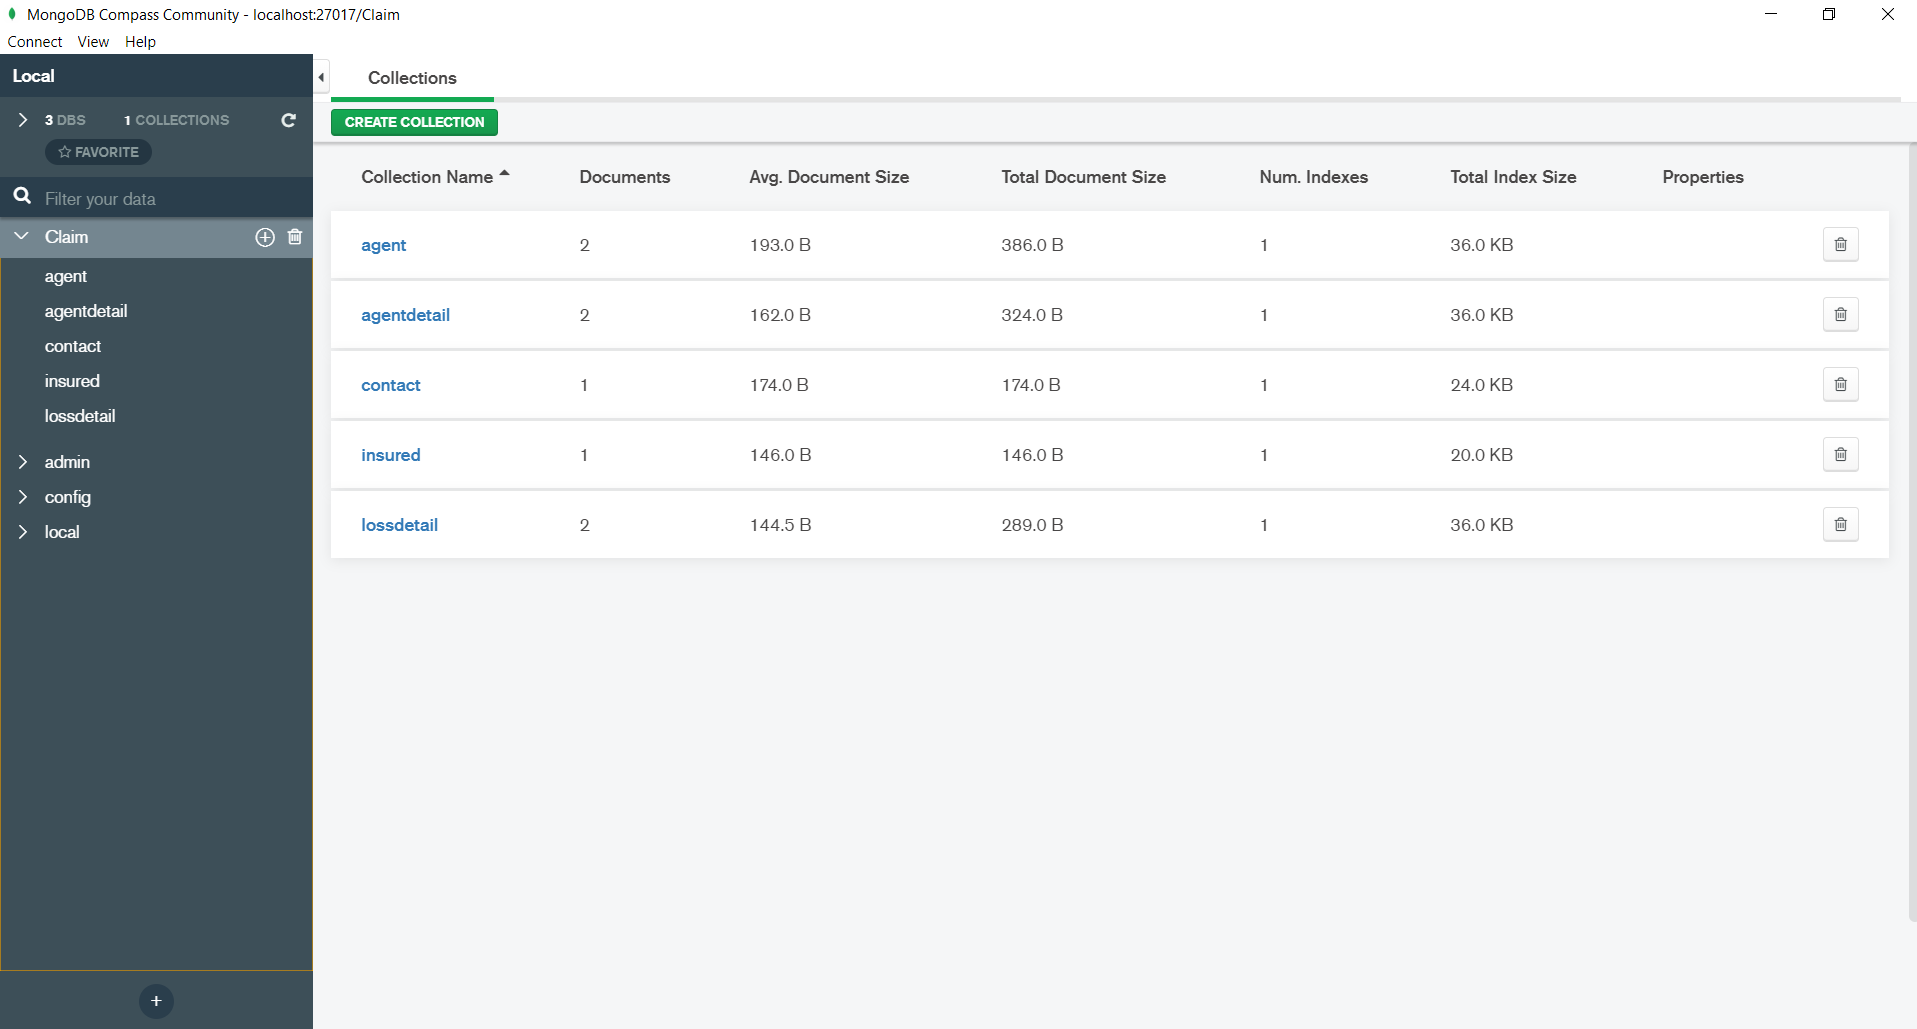 MongoDB Compass Community - localhost:27017/Claim
Connect View Help
Local
3 DBS 1 COLLECTIONS
FAVORITE
Filter your data
Claim
agent
agentdetail
contact
insured
lossdetail
admin
config
local
+
Collections
CREATE COLLECTION
Collection Name Documents Avg. Document Size Total Document Size Num. Indexes Total Index Size Properties
agent 2 193.0 B 386.0 B 1 36.0 KB
agentdetail 2 162.0 B 324.0 B 1 36.0 KB
contact 1 174.0 B 174.0 B 1 24.0 KB
insured 1 146.0 B 146.0 B 1 20.0 KB
lossdetail 2 144.5 B 289.0 B 1 36.0 KB